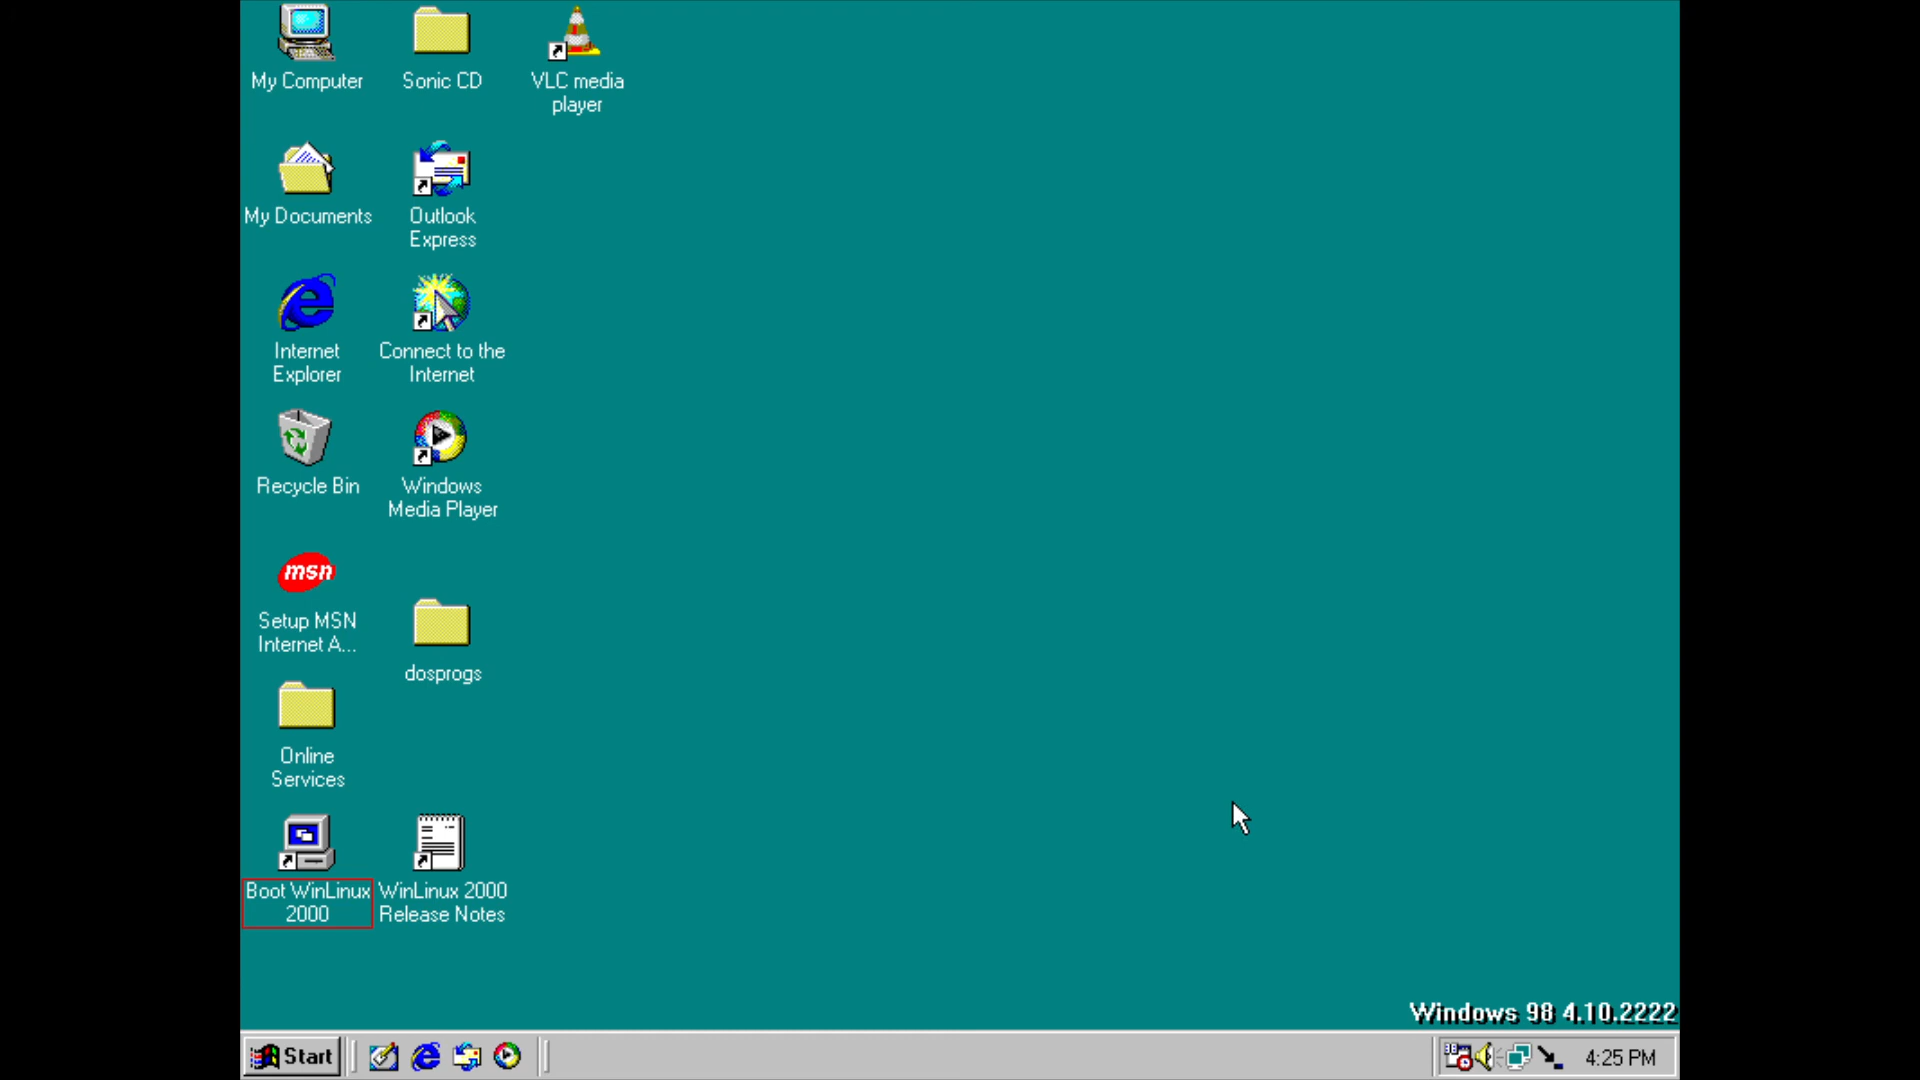 My Computer
Sonic CD
VLC media
player
My Documents
Outlook
Express
Internet
Explorer
Connect to the
Internet
Recycle Bin
Windows
Media Player
msn
Setup MSN
Internet A...
dosprogs
Online
Services
Boot WinLinux
2000
WinLinux 2000
Release Notes
Windows 98 4.10.2222
Start
4:25 PM